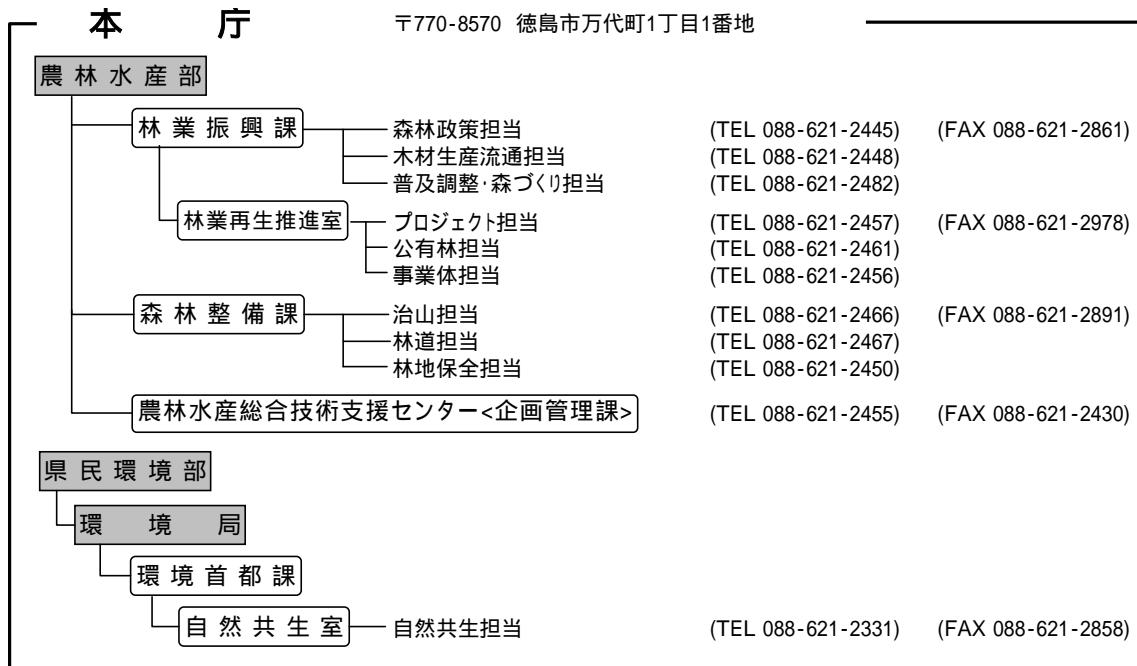 本庁 〒770-8570 徳島市万代町1丁目1番地
農林水産部
林業振興課 森林政策担当 (TEL 088-621-2445) (FAX 088-621-2861)
木材生産流通担当 (TEL 088-621-2448)
普及調整・森づくり担当 (TEL 088-621-2482)
林業再生推進室 プロジェクト担当 (TEL 088-621-2457) (FAX 088-621-2978)
公有林担当 (TEL 088-621-2461)
事業体担当 (TEL 088-621-2456)
森林整備課 治山担当 (TEL 088-621-2466) (FAX 088-621-2891)
林道担当 (TEL 088-621-2467)
林地保全担当 (TEL 088-621-2450)
農林水産総合技術支援センター<企画管理課> (TEL 088-621-2455) (FAX 088-621-2430)
県民環境部
環境局
環境首都課
自然共生室 自然共生担当 (TEL 088-621-2331) (FAX 088-621-2858)